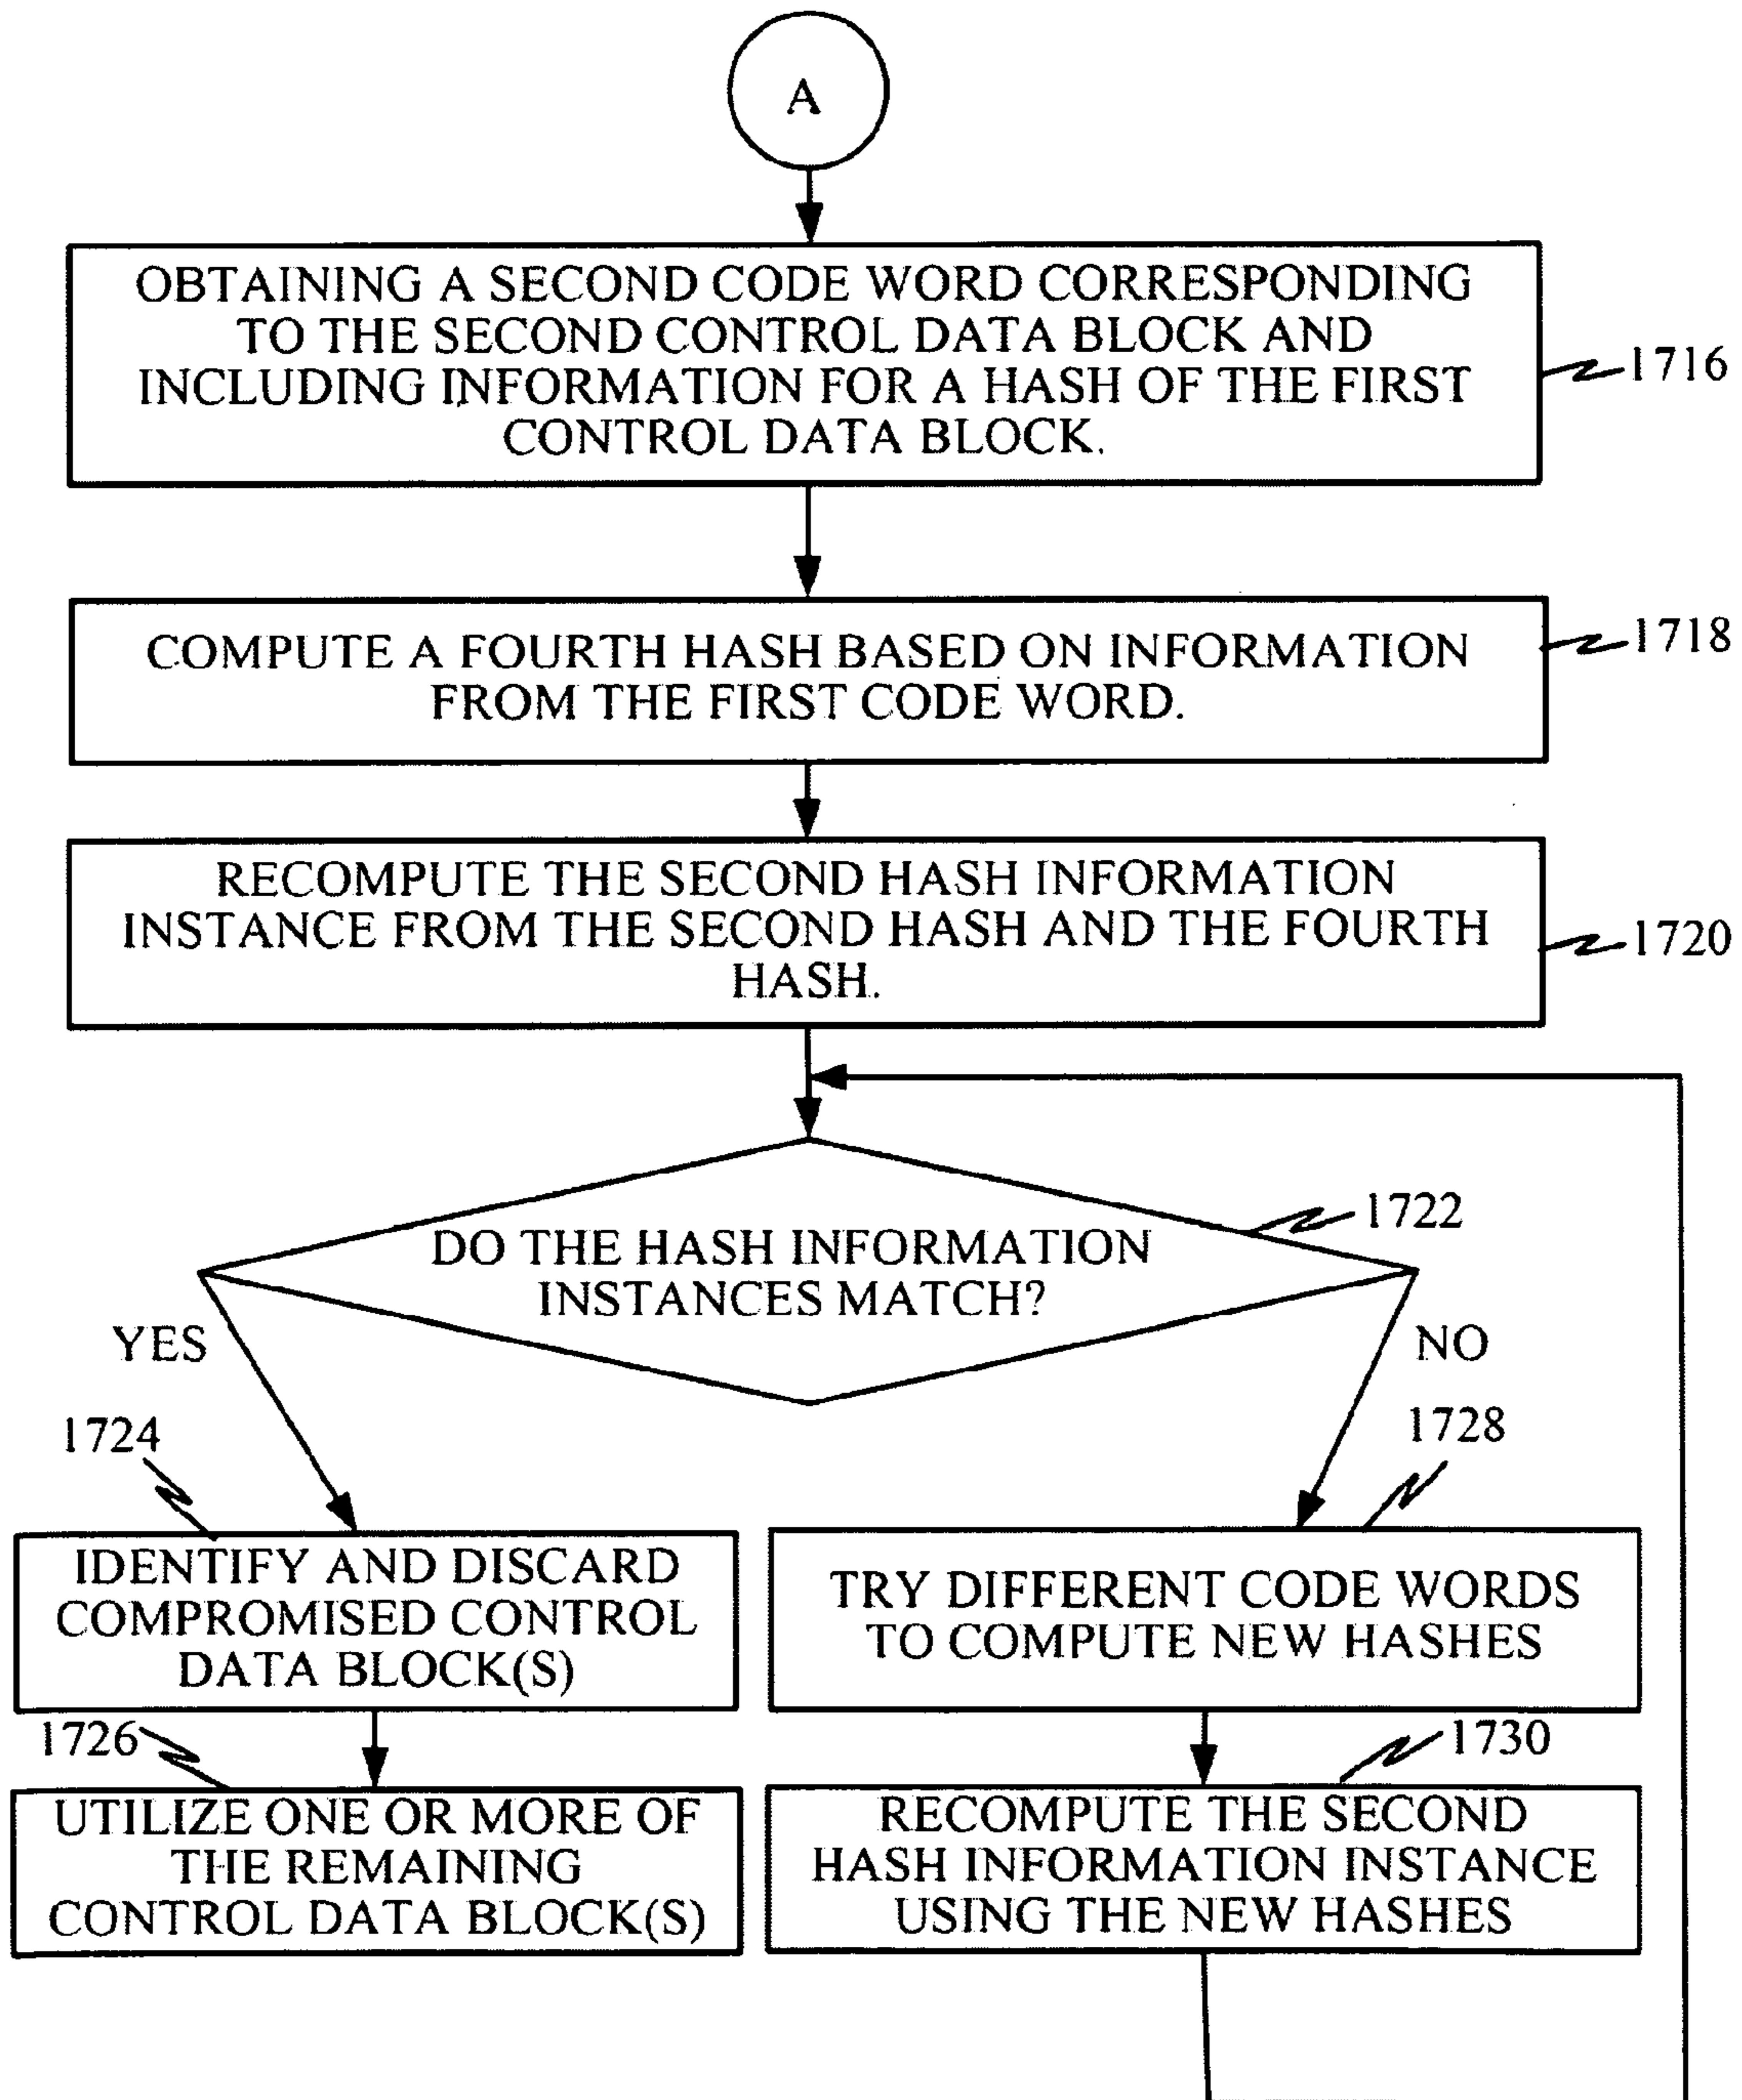 A
OBTAINING A SECOND CODE WORD CORRESPONDING
TO THE SECOND CONTROL DATA BLOCK AND
INCLUDING INFORMATION FOR A HASH OF THE FIRST
CONTROL DATA BLOCK.
1716
COMPUTE A FOURTH HASH BASED ON INFORMATION
FROM THE FIRST CODE WORD.
1718
RECOMPUTE THE SECOND HASH INFORMATION
INSTANCE FROM THE SECOND HASH AND THE FOURTH
HASH.
1720
DO THE HASH INFORMATION
INSTANCES MATCH?
1722
YES
NO
1724
1728
IDENTIFY AND DISCARD
COMPROMISED CONTROL
DATA BLOCK(S)
TRY DIFFERENT CODE WORDS
TO COMPUTE NEW HASHES
1726
1730
UTILIZE ONE OR MORE OF
THE REMAINING
CONTROL DATA BLOCK(S)
RECOMPUTE THE SECOND
HASH INFORMATION INSTANCE
USING THE NEW HASHES